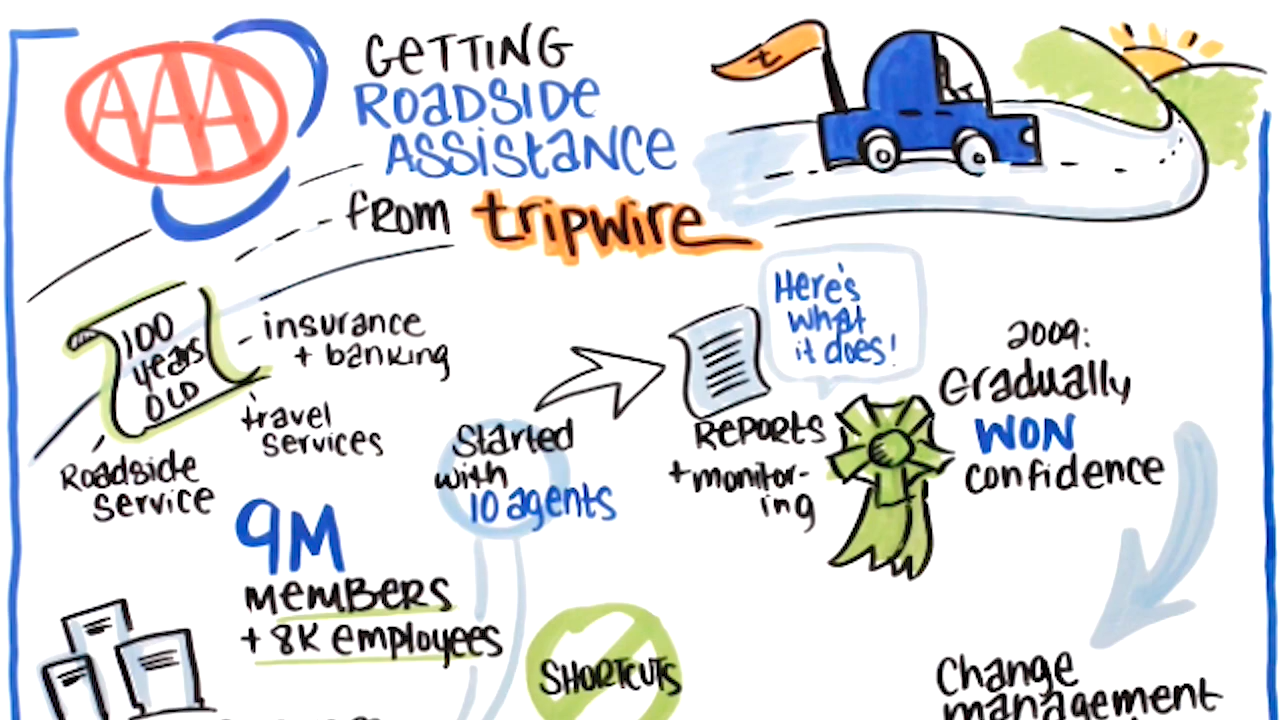 AAA
GETTING
ROADSIDE
ASSISTANCE
FROM tripwire
t
100
years
OLD
- insurance
+ banking
travel
services
Roadside
service
9M
MEMBERS
+ 8K employees
Started
with
10 agents
REPORTS
+ monitor-
ing
Here's
what
it does!
2009:
Gradually
WON
confidence
SHORTCUTS
Change
management